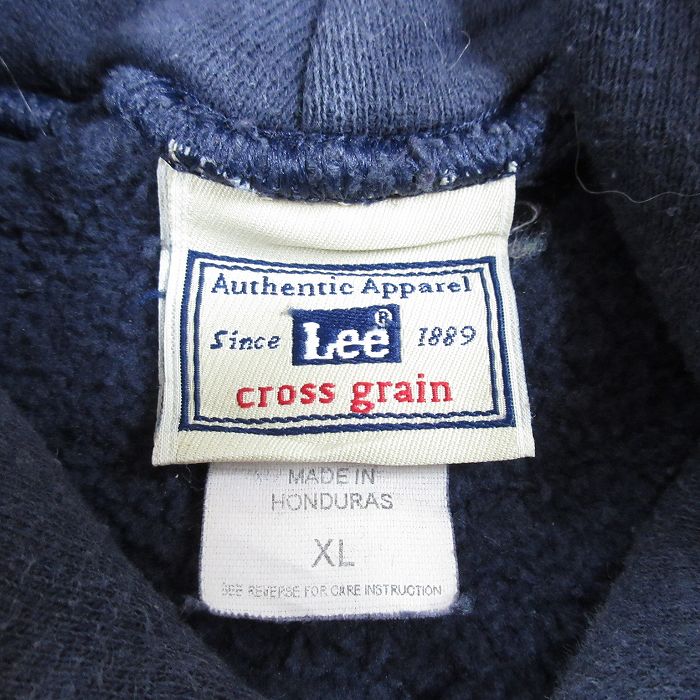 Authentic Apparel
Since Lee® 1889
cross grain
MADE IN
HONDURAS
XL
SEE REVERSE FOR CARE INSTRUCTION